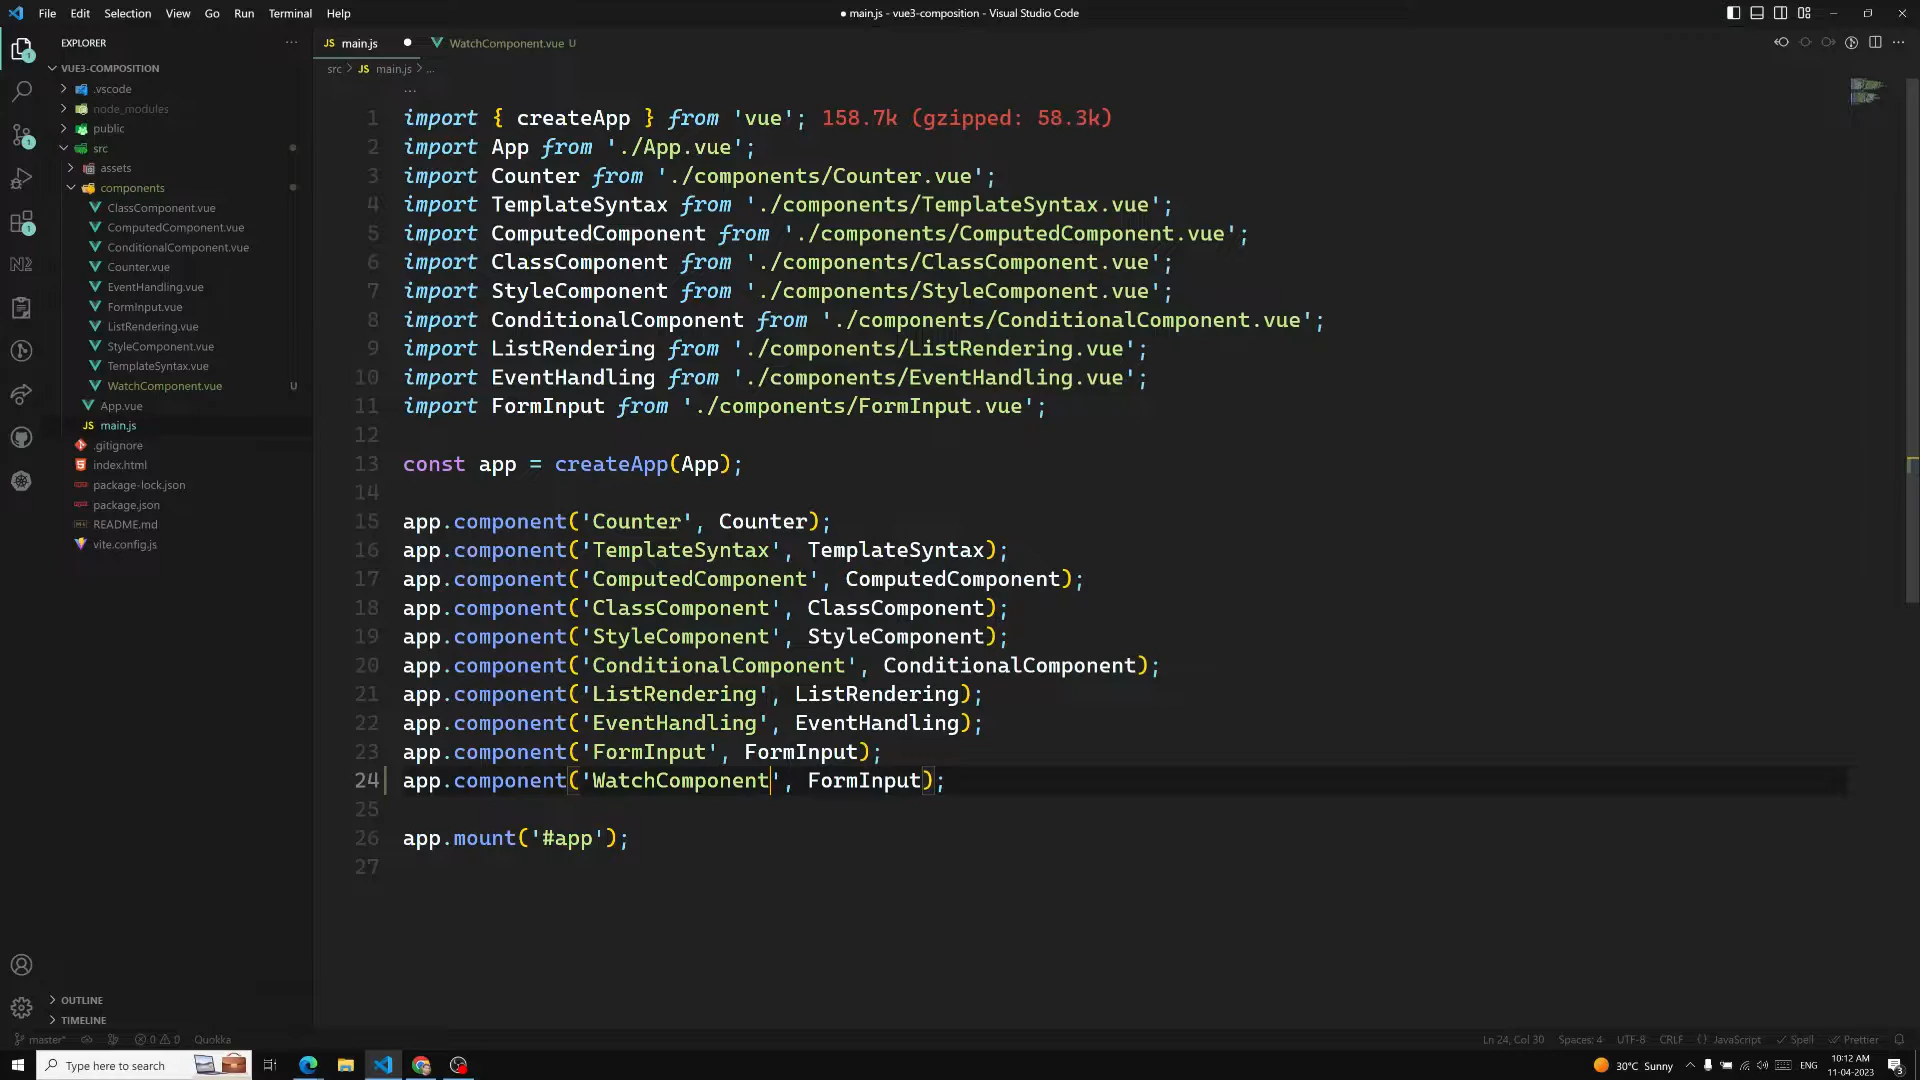 File Edit Selection View Go Run Terminal Help
● main.js - vue3-composition - Visual Studio Code
EXPLORER
VUE3-COMPOSITION
.vscode
node_modules
public
src
assets
components
ClassComponent.vue
ComputedComponent.vue
ConditionalComponent.vue
Counter.vue
EventHandling.vue
FormInput.vue
ListRendering.vue
StyleComponent.vue
TemplateSyntax.vue
WatchComponent.vue U
App.vue
JS main.js
.gitignore
index.html
package-lock.json
package.json
README.md
vite.config.js
OUTLINE
TIMELINE
JS main.js ● WatchComponent.vue U
src > JS main.js > ...
...
1 import { createApp } from 'vue'; 158.7k (gzipped: 58.3k)
2 import App from './App.vue';
3 import Counter from './components/Counter.vue';
4 import TemplateSyntax from './components/TemplateSyntax.vue';
5 import ComputedComponent from './components/ComputedComponent.vue';
6 import ClassComponent from './components/ClassComponent.vue';
7 import StyleComponent from './components/StyleComponent.vue';
8 import ConditionalComponent from './components/ConditionalComponent.vue';
9 import ListRendering from './components/ListRendering.vue';
10 import EventHandling from './components/EventHandling.vue';
11 import FormInput from './components/FormInput.vue';
12
13 const app = createApp(App);
14
15 app.component('Counter', Counter);
16 app.component('TemplateSyntax', TemplateSyntax);
17 app.component('ComputedComponent', ComputedComponent);
18 app.component('ClassComponent', ClassComponent);
19 app.component('StyleComponent', StyleComponent);
20 app.component('ConditionalComponent', ConditionalComponent);
21 app.component('ListRendering', ListRendering);
22 app.component('EventHandling', EventHandling);
23 app.component('FormInput', FormInput);
24 app.component('WatchComponent', FormInput);
25
26 app.mount('#app');
27
master* 0 0 Quokka
Ln 24, Col 30 Spaces: 4 UTF-8 CRLF {} JavaScript Spell Prettier
Type here to search
30°C Sunny ENG 10:12 AM
11-04-2023 3